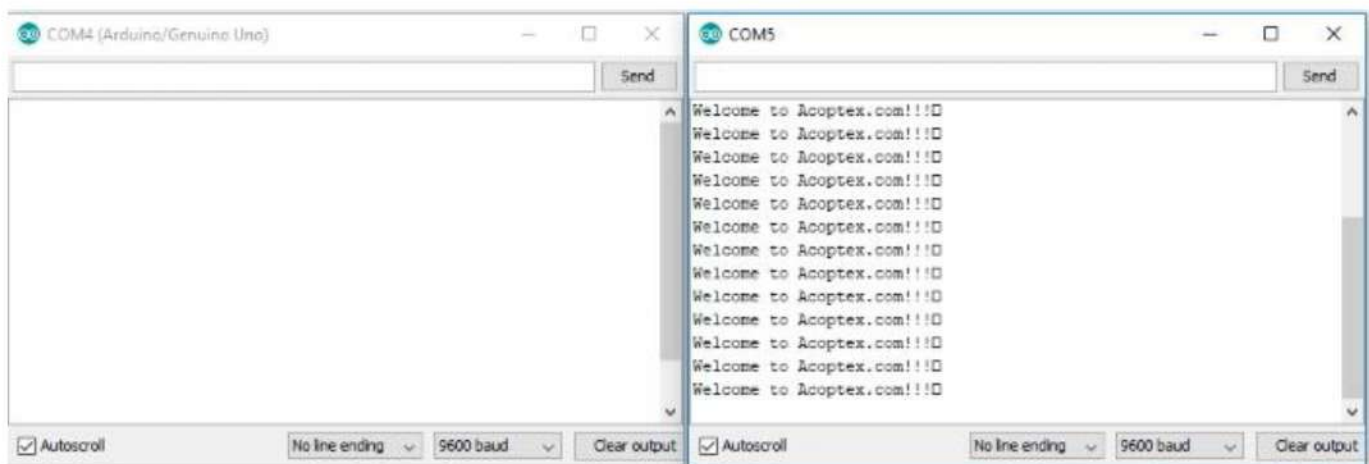 COM4 (Arduino/Genuino Uno)
Send
Autoscroll
No line ending
9600 baud
Clear output
COM5
Send
Welcome to Acoptex.com!!!□
Welcome to Acoptex.com!!!□
Welcome to Acoptex.com!!!□
Welcome to Acoptex.com!!!□
Welcome to Acoptex.com!!!□
Welcome to Acoptex.com!!!□
Welcome to Acoptex.com!!!□
Welcome to Acoptex.com!!!□
Welcome to Acoptex.com!!!□
Welcome to Acoptex.com!!!□
Welcome to Acoptex.com!!!□
Welcome to Acoptex.com!!!□
Welcome to Acoptex.com!!!□
Autoscroll
No line ending
9600 baud
Clear output